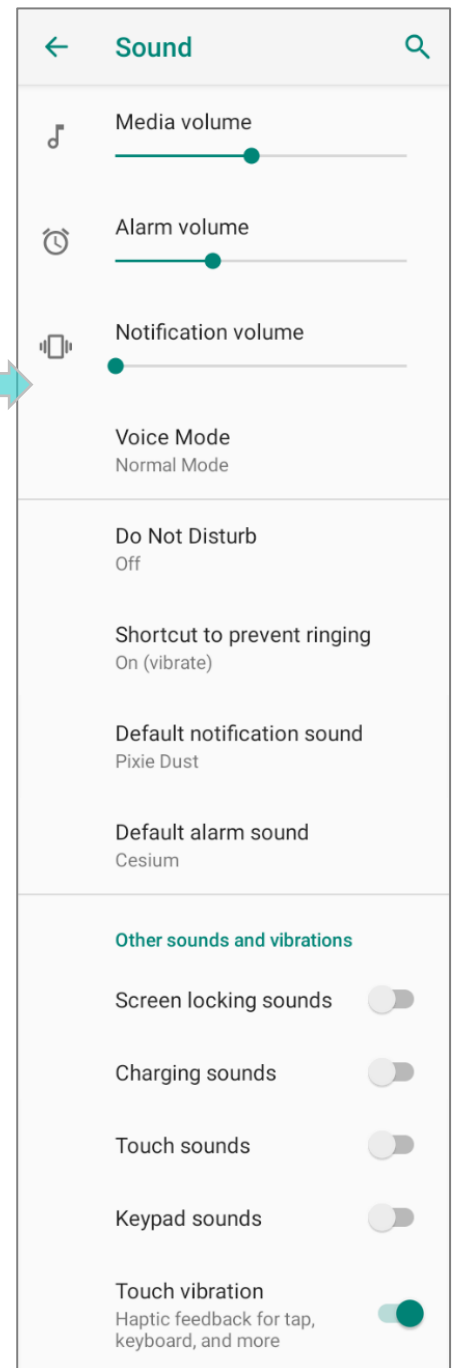 Sound
Media volume
Alarm volume
Notification volume
Voice Mode
Normal Mode
Do Not Disturb
Off
Shortcut to prevent ringing
On (vibrate)
Default notification sound
Pixie Dust
Default alarm sound
Cesium
Other sounds and vibrations
Screen locking sounds
Charging sounds
Touch sounds
Keypad sounds
Touch vibration
Haptic feedback for tap,
keyboard, and more